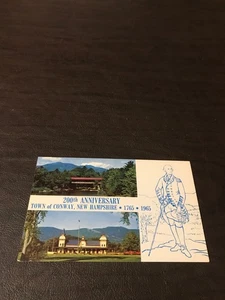 200th ANNIVERSARY
TOWN of CONWAY, NEW HAMPSHIRE • 1765 • 1965